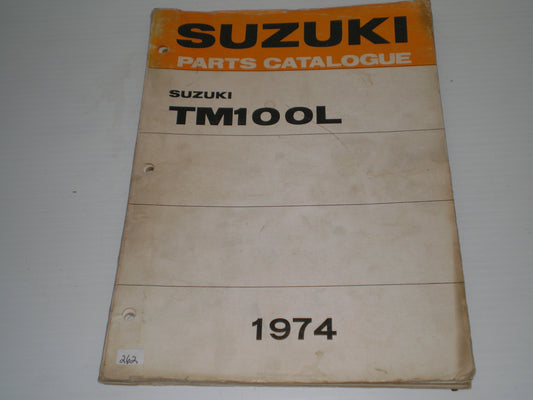 SUZUKI
PARTS CATALOGUE
SUZUKI
TM100L
1974
262